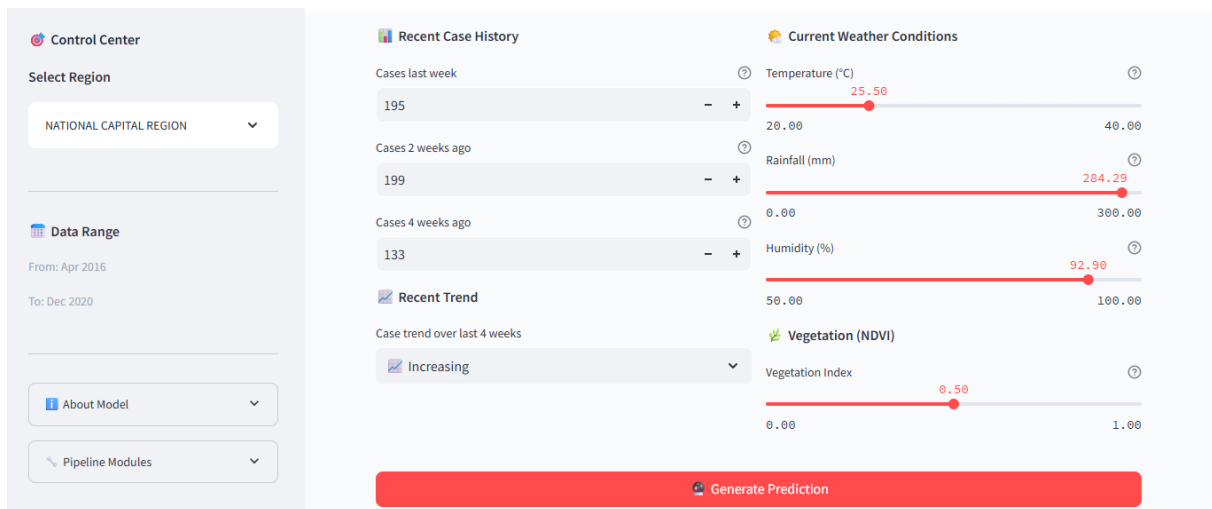 Control Center
Select Region
NATIONAL CAPITAL REGION
Data Range
From: Apr 2016
To: Dec 2020
About Model
Pipeline Modules
Recent Case History
Cases last week
195
Cases 2 weeks ago
199
Cases 4 weeks ago
133
Recent Trend
Case trend over last 4 weeks
Increasing
Current Weather Conditions
Temperature (°C)
25.50
20.00 40.00
Rainfall (mm)
284.29
0.00 300.00
Humidity (%)
92.90
50.00 100.00
Vegetation (NDVI)
Vegetation Index
0.50
0.00 1.00
Generate Prediction